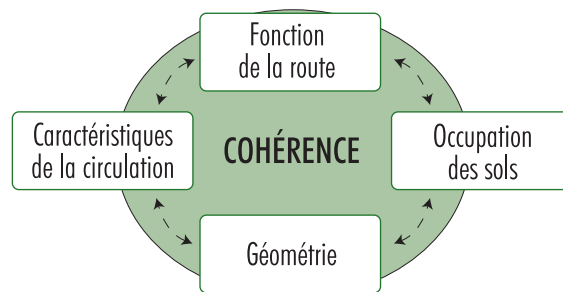 Fonction
de la route
Caractéristiques
de la circulation
COHÉRENCE
Occupation
des sols
Géométrie